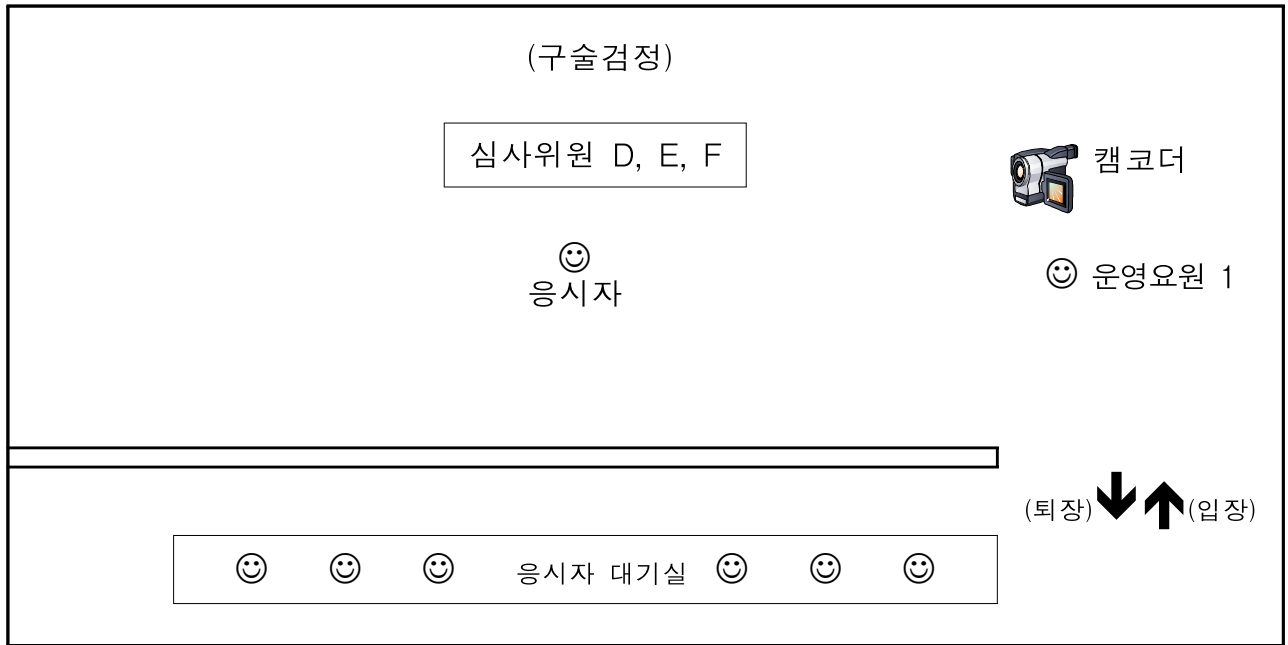 (구술검정)
심사위원 D, E, F
캠코더
응시자
운영요원 1
(퇴장) (입장)
응시자 대기실